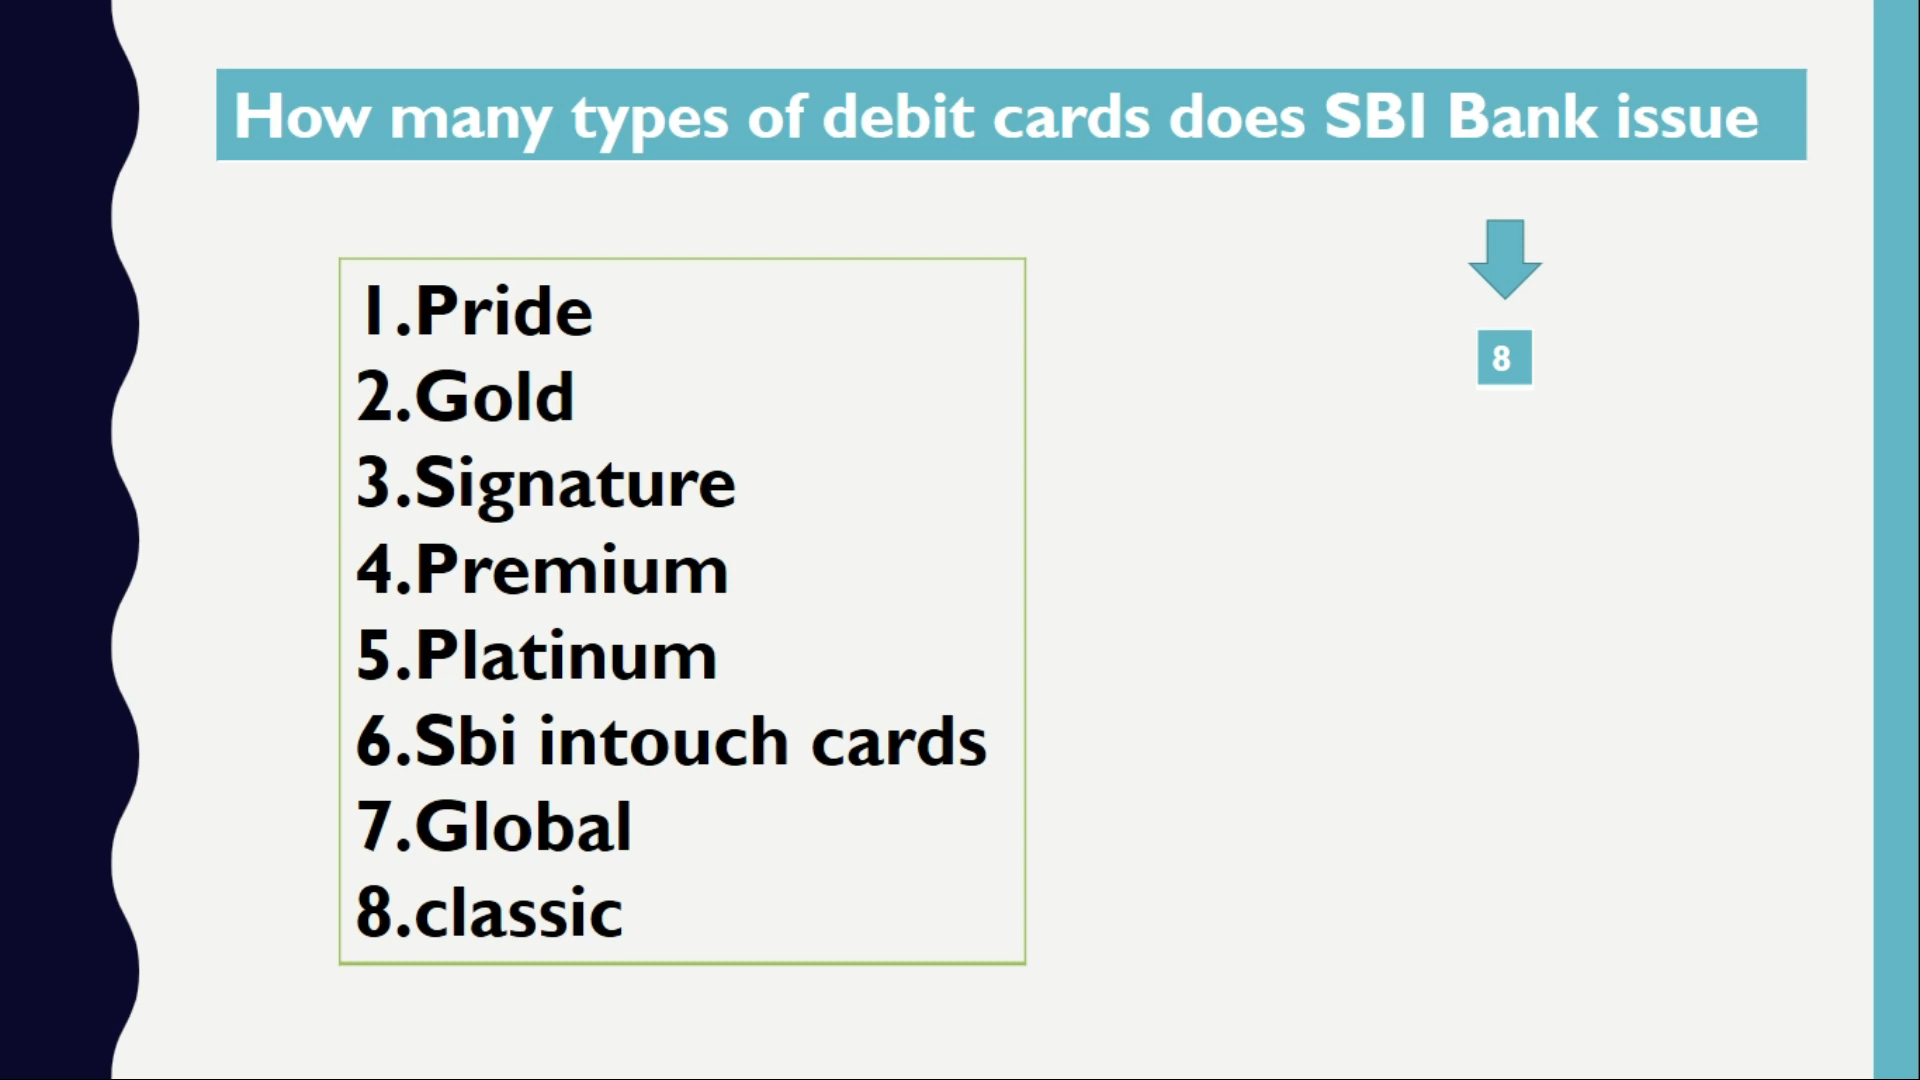 How many types of debit cards does SBI Bank issue
8
1.Pride
2.Gold
3.Signature
4.Premium
5.Platinum
6.Sbi intouch cards
7.Global
8.classic